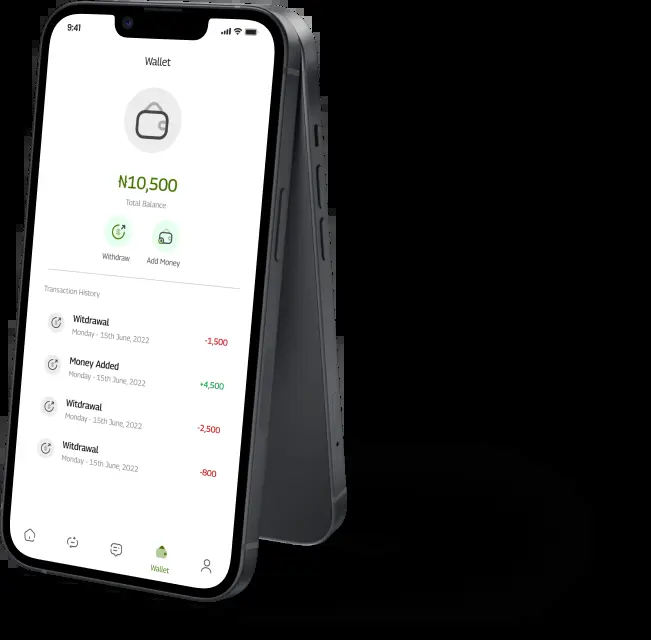 9:41
Wallet
₦10,500
Total Balance
Withdraw Add Money
Transaction History
Witdrawal
Monday - 15th June, 2022 -1,500
Money Added
Monday - 15th June, 2022 +4,500
Witdrawal
Monday - 15th June, 2022 -2,500
Witdrawal
Monday - 15th June, 2022 -800
Wallet